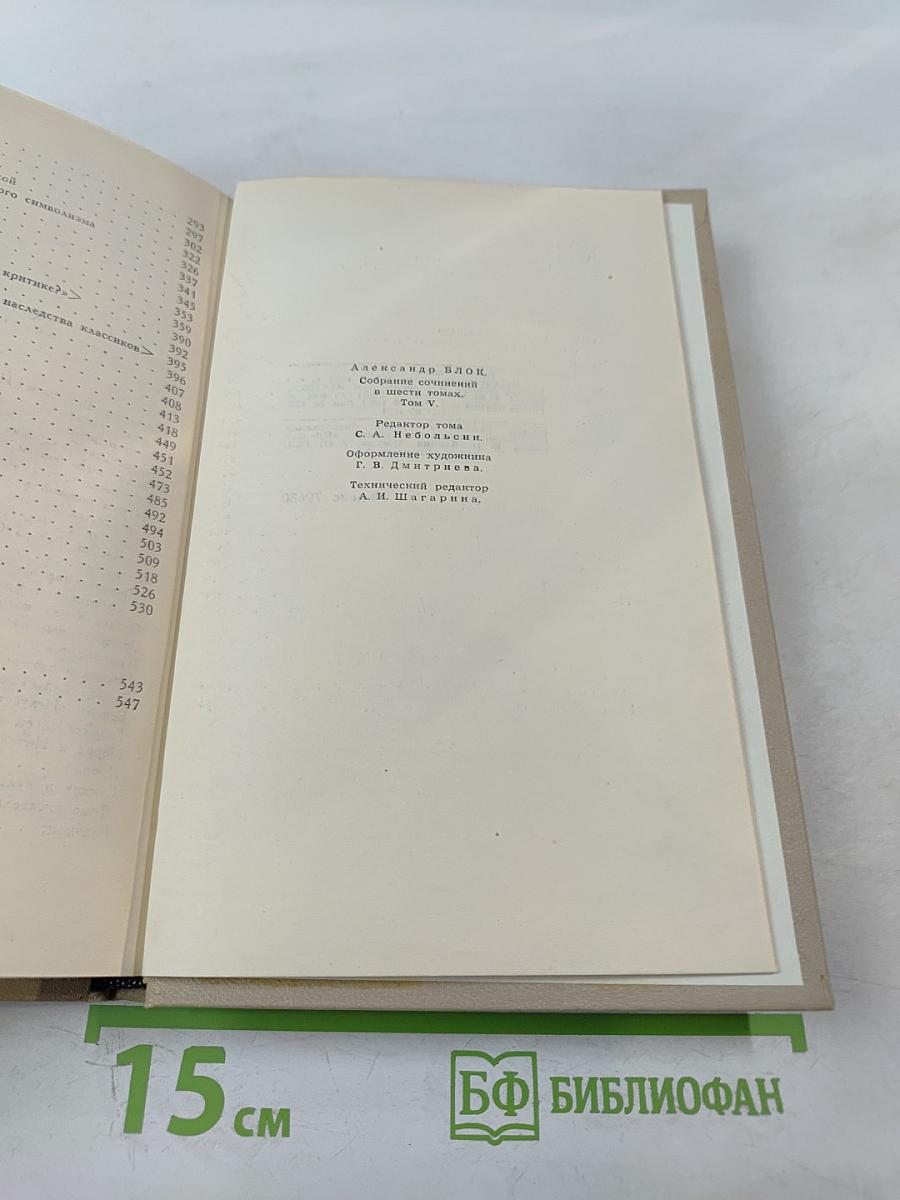 кой
ого символизма
293
297
302
322
326
337
341
критике?»>
345
353
359
390
наследства классиков>
392
395
396
407
408
413
418
449
451
452
473
485
492
494
503
509
518
526
530
543
547
Александр БЛОК.
Собрание сочинений
в шести томах.
Том V.
Редактор тома
С. А. Небольсин.
Оформление художника
Г. В. Дмитриева.
Технический редактор
А. И. Шагарина.
15 см
БФ БИБЛИОФАН